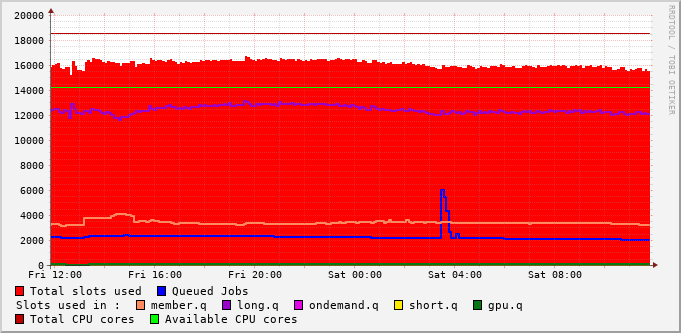 20000
18000
16000
14000
12000
10000
8000
6000
4000
2000
0
Fri 12:00 Fri 16:00 Fri 20:00 Sat 00:00 Sat 04:00 Sat 08:00
Total slots used Queued Jobs
Slots used in : member.q long.q ondemand.q short.q gpu.q
Total CPU cores Available CPU cores
RRDTOOL / TOBI OETIKER